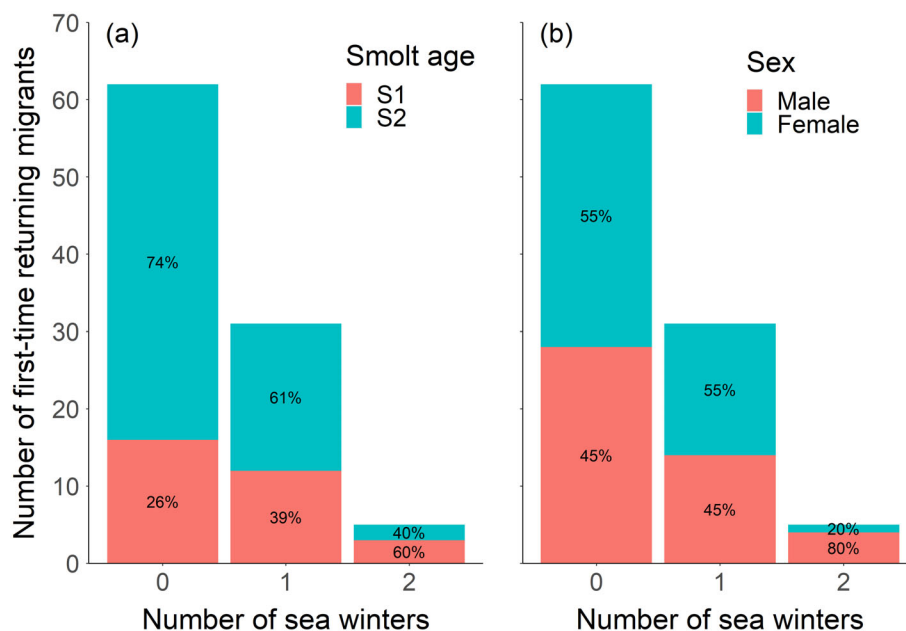 (a)
Smolt age
S1
S2
70
60
50
40
30
20
10
0
Number of first-time returning migrants
74%
26%
61%
39%
40%
60%
0 1 2
Number of sea winters
(b)
Sex
Male
Female
55%
45%
55%
45%
20%
80%
0 1 2
Number of sea winters